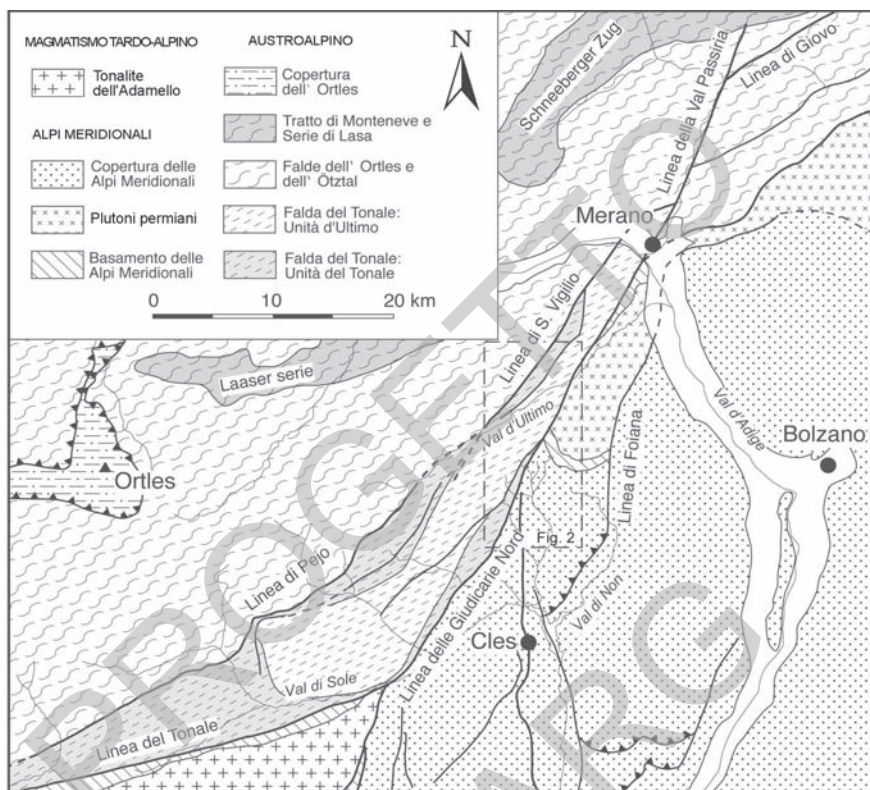 MAGMATISMO TARDO-ALPINO
Tonalite
dell'Adamello
ALPI MERIDIONALI
Copertura delle
Alpi Meridionali
Plutoni permiani
Basamento delle
Alpi Meridionali
AUSTROALPINO
Copertura
dell' Ortles
Tratto di Monteneve e
Serie di Lasa
Falde dell' Ortles e
dell' Ötztal
Falda del Tonale:
Unità d'Ultimo
Falda del Tonale:
Unità del Tonale
N
0 10 20 km
Schneeberger Zug
Linea della Val Passiria
Linea di Giovo
Merano
Linea di S. Vigilio
Laaser serie
Val d'Ultimo
Val d'Adige
Bolzano
Ortles
Linea di Foiana
Fig. 2
Linea di Pejo
Linea delle Giudicarie Nord
Val di Non
Cles
Val di Sole
Linea del Tonale
PROGETTO
CARG